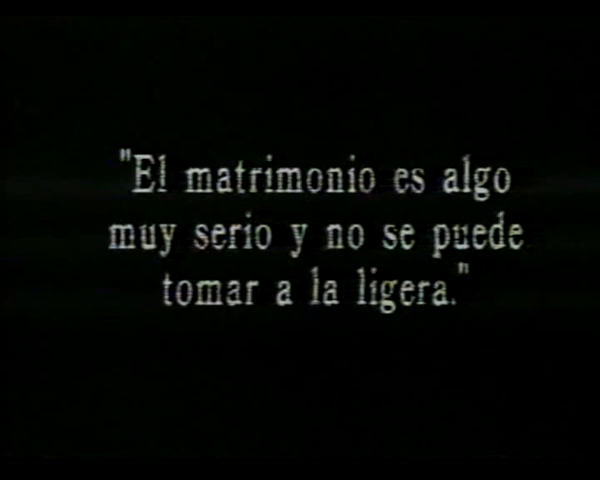 "El matrimonio es algo
muy serio y no se puede
tomar a la ligera."